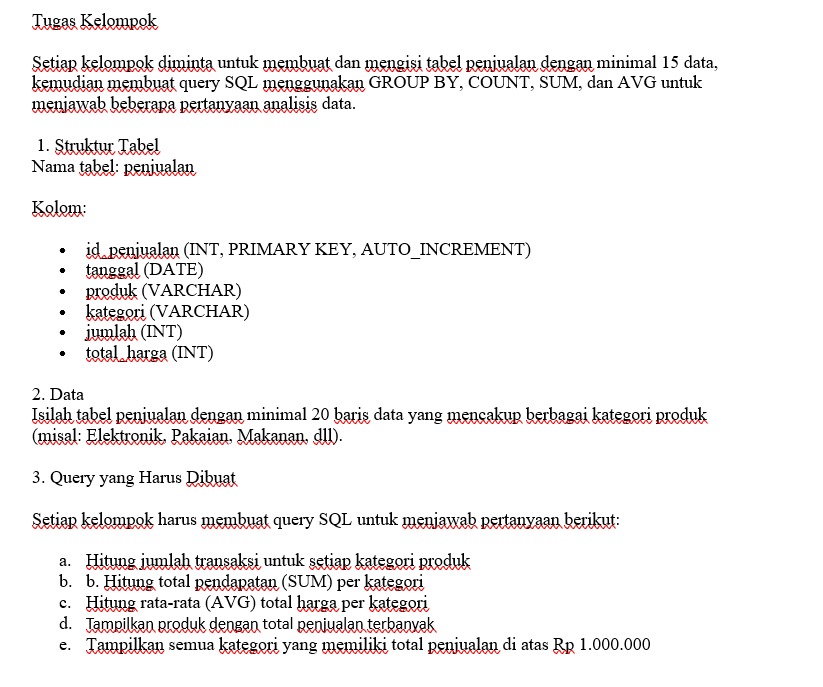 Tugas Kelompok
Setiap kelompok diminta untuk membuat dan mengisi tabel penjualan dengan minimal 15 data,
kemudian membuat query SQL menggunakan GROUP BY, COUNT, SUM, dan AVG untuk
menjawab beberapa pertanyaan analisis data.
1. Struktur Tabel
Nama tabel: penjualan
Kolom:
• id_penjualan (INT, PRIMARY KEY, AUTO_INCREMENT)
• tanggal (DATE)
• produk (VARCHAR)
• kategori (VARCHAR)
• jumlah (INT)
• total_harga (INT)
2. Data
Isilah tabel penjualan dengan minimal 20 baris data yang mencakup berbagai kategori produk
(misal: Elektronik, Pakaian, Makanan, dll).
3. Query yang Harus Dibuat
Setiap kelompok harus membuat query SQL untuk menjawab pertanyaan berikut:
a. Hitung jumlah transaksi untuk setiap kategori produk
b. b. Hitung total pendapatan (SUM) per kategori
c. Hitung rata-rata (AVG) total harga per kategori
d. Tampilkan produk dengan total penjualan terbanyak
e. Tampilkan semua kategori yang memiliki total penjualan di atas Rp 1.000.000